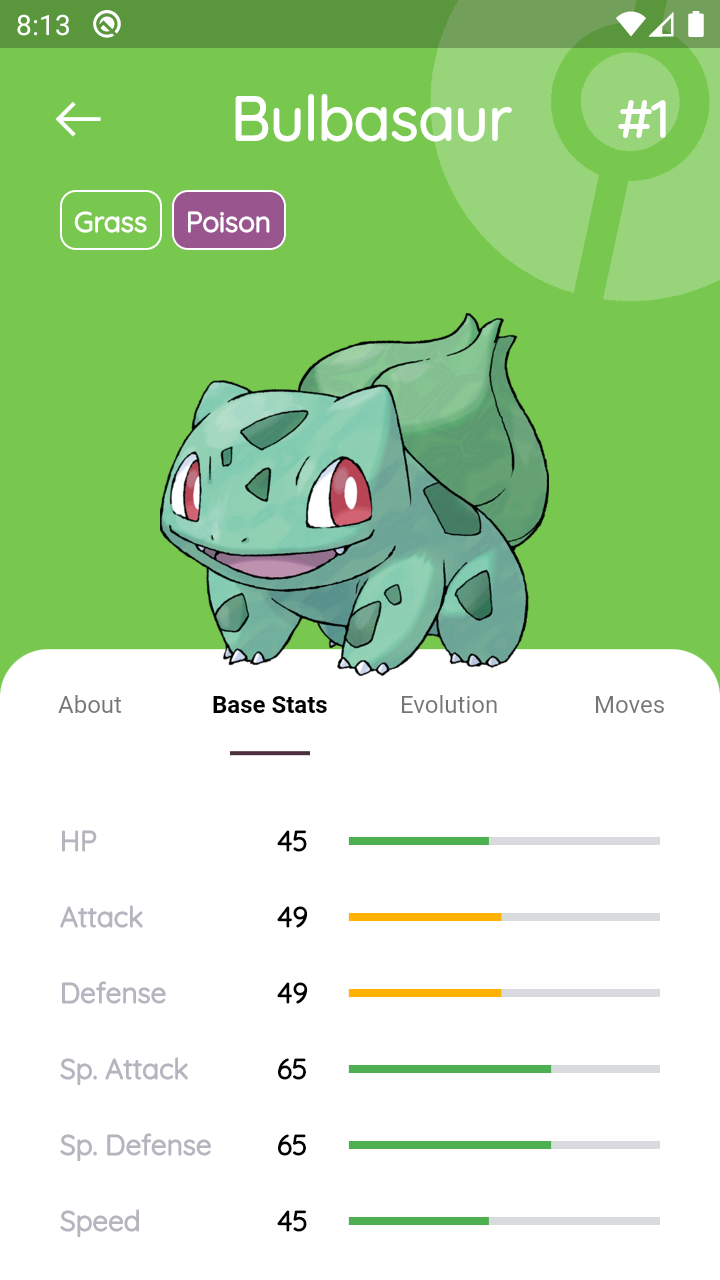 8:13
Bulbasaur #1
Grass Poison
About Base Stats Evolution Moves
HP 45
Attack 49
Defense 49
Sp. Attack 65
Sp. Defense 65
Speed 45